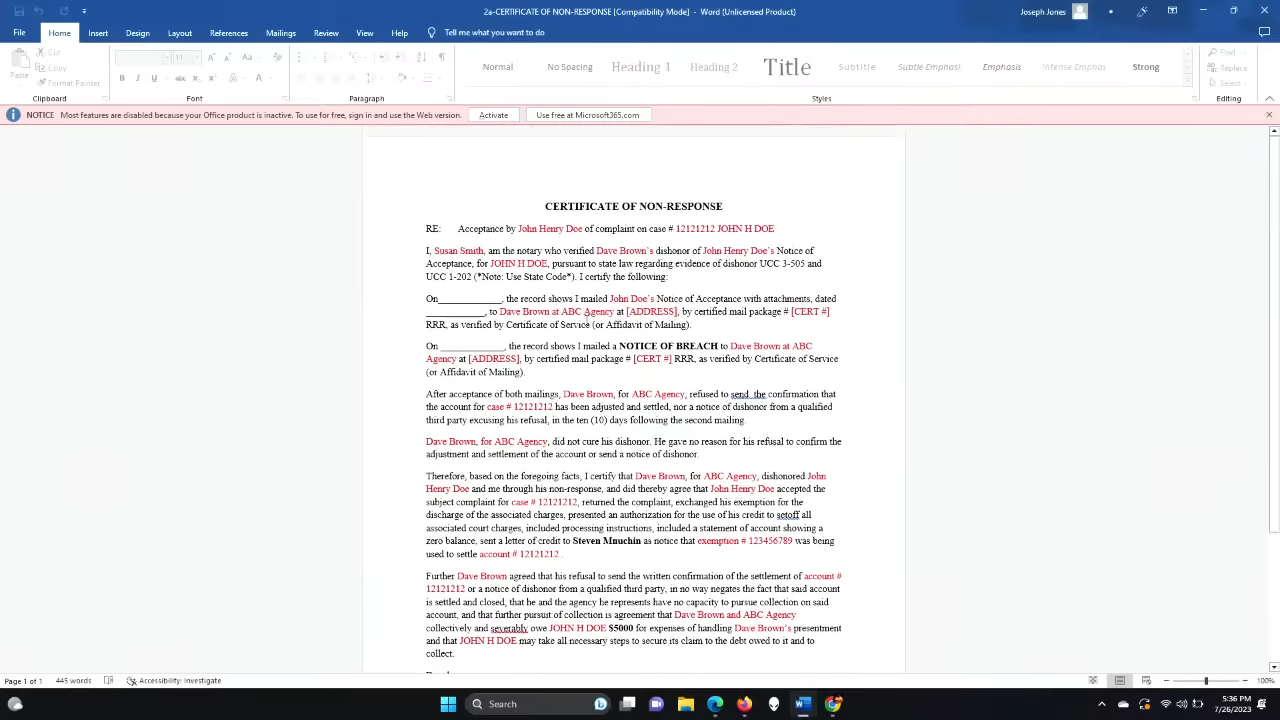 2a-CERTIFICATE OF NON-RESPONSE [Compatibility Mode] - Word (Unlicensed Product)
Joseph Jones
File Home Insert Design Layout References Mailings Review View Help Tell me what you want to do
Cut
Copy
Format Painter
Paste
11
Normal No Spacing Heading 1 Heading 2 Title Subtitle Subtle Emphasi. Emphasis Intense Emphas Strong
Find
Replace
Select
Clipboard Font Paragraph Styles Editing
NOTICE Most features are disabled because your Office product is inactive. To use for free, sign in and use the Web version. Activate Use free at Microsoft365.com
CERTIFICATE OF NON-RESPONSE
RE: Acceptance by John Henry Doe of complaint on case # 12121212 JOHN H DOE
I, Susan Smith, am the notary who verified Dave Brown's dishonor of John Henry Doe's Notice of
Acceptance, for JOHN H DOE, pursuant to state law regarding evidence of dishonor UCC 3-505 and
UCC 1-202 (*Note: Use State Code*). I certify the following:
On____________, the record shows I mailed John Doe's Notice of Acceptance with attachments, dated
____________, to Dave Brown at ABC Agency at [ADDRESS], by certified mail package # [CERT #]
RRR, as verified by Certificate of Service (or Affidavit of Mailing).
On ____________, the record shows I mailed a NOTICE OF BREACH to Dave Brown at ABC
Agency at [ADDRESS], by certified mail package # [CERT #] RRR, as verified by Certificate of Service
(or Affidavit of Mailing).
After acceptance of both mailings, Dave Brown, for ABC Agency, refused to send the confirmation that
the account for case # 12121212 has been adjusted and settled, nor a notice of dishonor from a qualified
third party excusing his refusal, in the ten (10) days following the second mailing.
Dave Brown, for ABC Agency, did not cure his dishonor. He gave no reason for his refusal to confirm the
adjustment and settlement of the account or send a notice of dishonor.
Therefore, based on the foregoing facts, I certify that Dave Brown, for ABC Agency, dishonored John
Henry Doe and me through his non-response, and did thereby agree that John Henry Doe accepted the
subject complaint for case # 12121212, returned the complaint, exchanged his exemption for the
discharge of the associated charges, presented an authorization for the use of his credit to setoff all
associated court charges, included processing instructions, included a statement of account showing a
zero balance, sent a letter of credit to Steven Mnuchin as notice that exemption # 123456789 was being
used to settle account # 12121212 .
Further Dave Brown agreed that his refusal to send the written confirmation of the settlement of account #
12121212 or a notice of dishonor from a qualified third party, in no way negates the fact that said account
is settled and closed, that he and the agency he represents have no capacity to pursue collection on said
account, and that further pursuit of collection is agreement that Dave Brown and ABC Agency
collectively and severably owe JOHN H DOE $5000 for expenses of handling Dave Brown's presentment
and that JOHN H DOE may take all necessary steps to secure its claim to the debt owed to it and to
collect.
Page 1 of 1 445 words Accessibility: Investigate 100%
Search
5:36 PM
7/26/2023